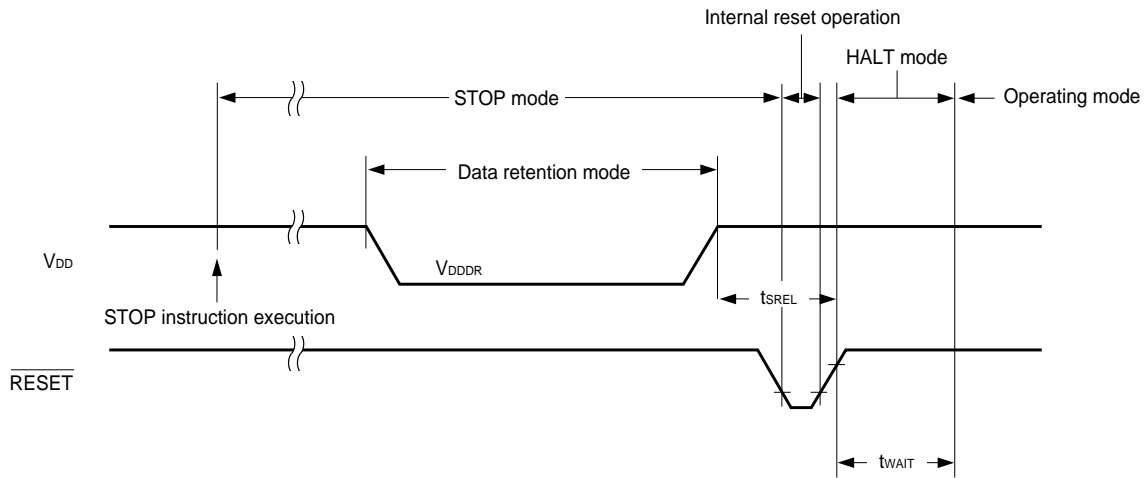 Internal reset operation
HALT mode
STOP mode
Operating mode
Data retention mode
VDD
VDDDR
tSREL
STOP instruction execution
RESET
tWAIT